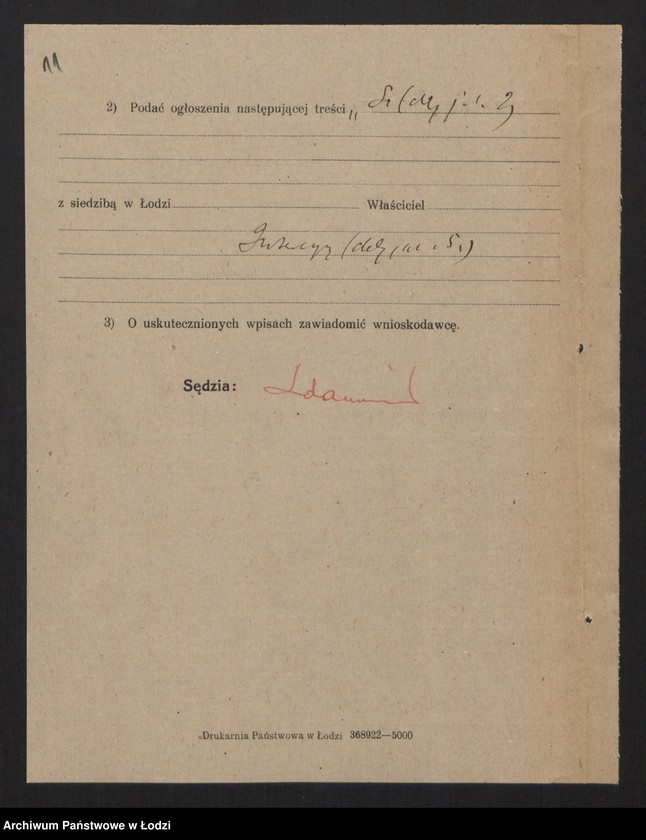 11
2) Podać ogłoszenia następującej treści „
z siedzibą w Łodzi Właściciel
3) O uskutecznionych wpisach zawiadomić wnioskodawcę.
Sędzia:
Drukarnia Państwowa w Łodzi 368922—5000
Archiwum Państwowe w Łodzi